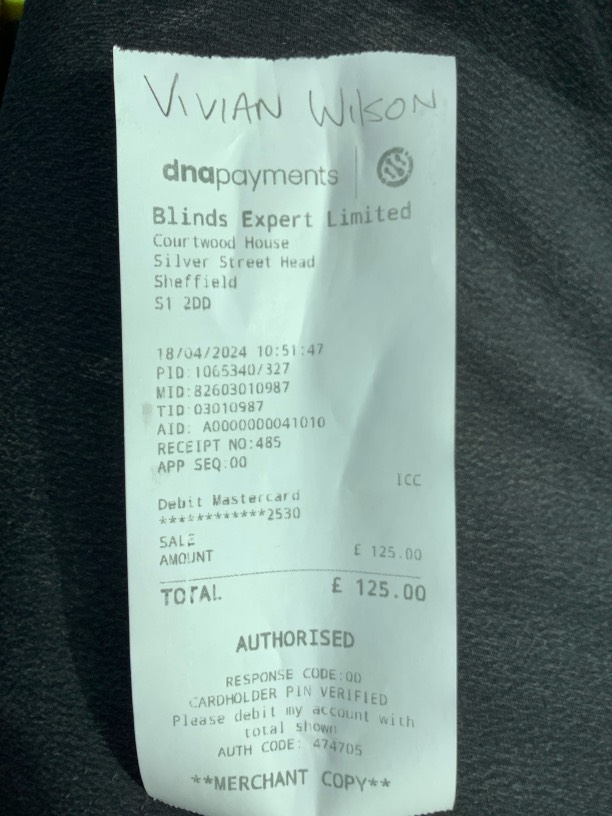 VIVIAN WILSON
dnapayments
Blinds Expert Limited
Courtwood House
Silver Street Head
Sheffield
S1 2DD
18/04/2024 10:51:47
PID:1065340/327
MID:82603010987
TID:03010987
AID: A0000000041010
RECEIPT NO:485
APP SEQ:00
ICC
Debit Mastercard
************2530
SALE
AMOUNT £ 125.00
TOTAL £ 125.00
AUTHORISED
RESPONSE CODE:00
CARDHOLDER PIN VERIFIED
Please debit my account with
total shown
AUTH CODE: 474705
**MERCHANT COPY**